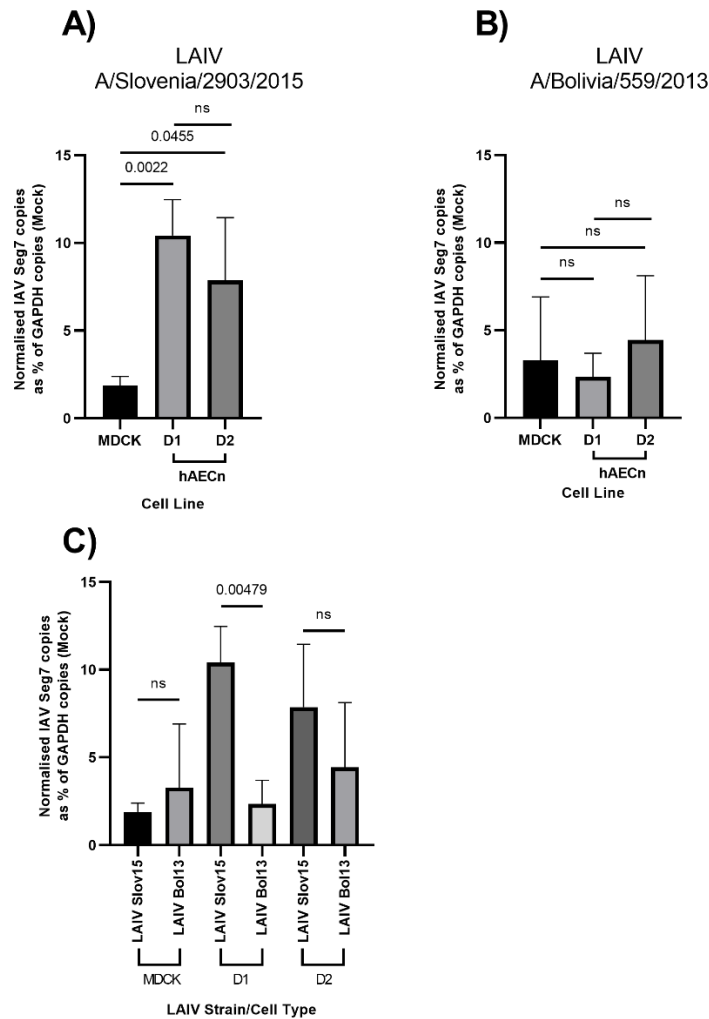 A)
LAIV
A/Slovenia/2903/2015
ns
0.0455
0.0022
15
10
5
0
Normalised IAV Seg7 copies
as % of GAPDH copies (Mock)
MDCK D1 D2
hAECn
Cell Line
B)
LAIV
A/Bolivia/559/2013
ns
ns
ns
15
10
5
0
Normalised IAV Seg7 copies
as % of GAPDH copies (Mock)
MDCK D1 D2
hAECn
Cell Line
C)
0.00479
ns
ns
15
10
5
0
Normalised IAV Seg7 copies
as % of GAPDH copies (Mock)
LAIV Slov15
LAIV Bol13
LAIV Slov15
LAIV Bol13
LAIV Slov15
LAIV Bol13
MDCK D1 D2
LAIV Strain/Cell Type